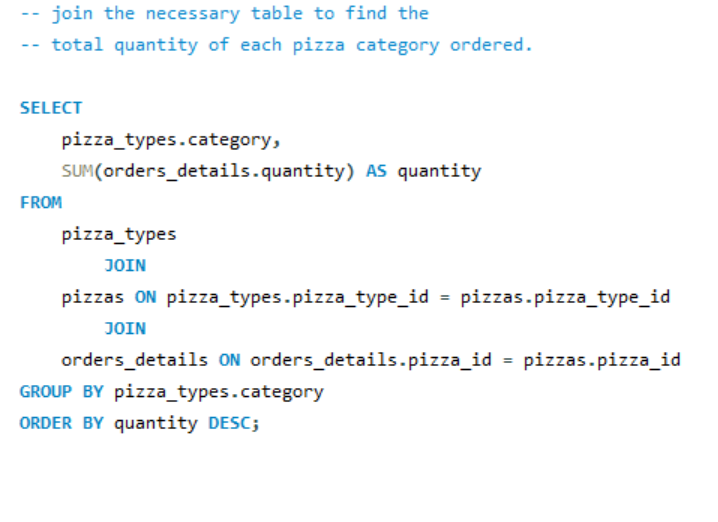 -- join the necessary table to find the
-- total quantity of each pizza category ordered.
SELECT
pizza_types.category,
SUM(orders_details.quantity) AS quantity
FROM
pizza_types
JOIN
pizzas ON pizza_types.pizza_type_id = pizzas.pizza_type_id
JOIN
orders_details ON orders_details.pizza_id = pizzas.pizza_id
GROUP BY pizza_types.category
ORDER BY quantity DESC;